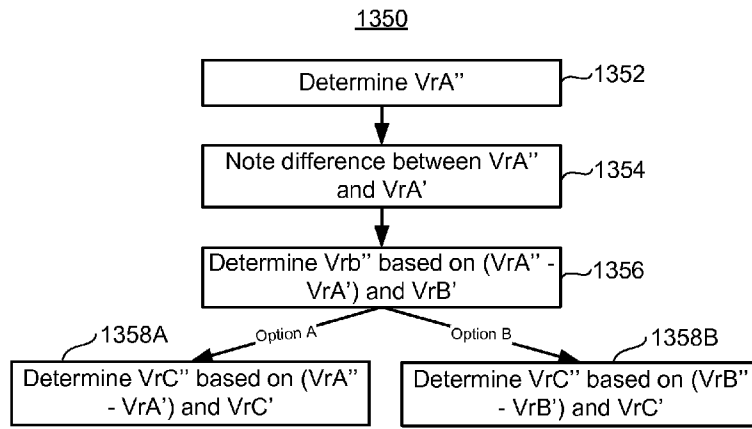 1350
Determine VrA''
1352
Note difference between VrA''
and VrA'
1354
Determine Vrb'' based on (VrA'' -
VrA') and VrB'
1356
Option A
Option B
1358A
1358B
Determine VrC'' based on (VrA''
- VrA') and VrC'
Determine VrC'' based on (VrB''
- VrB') and VrC'